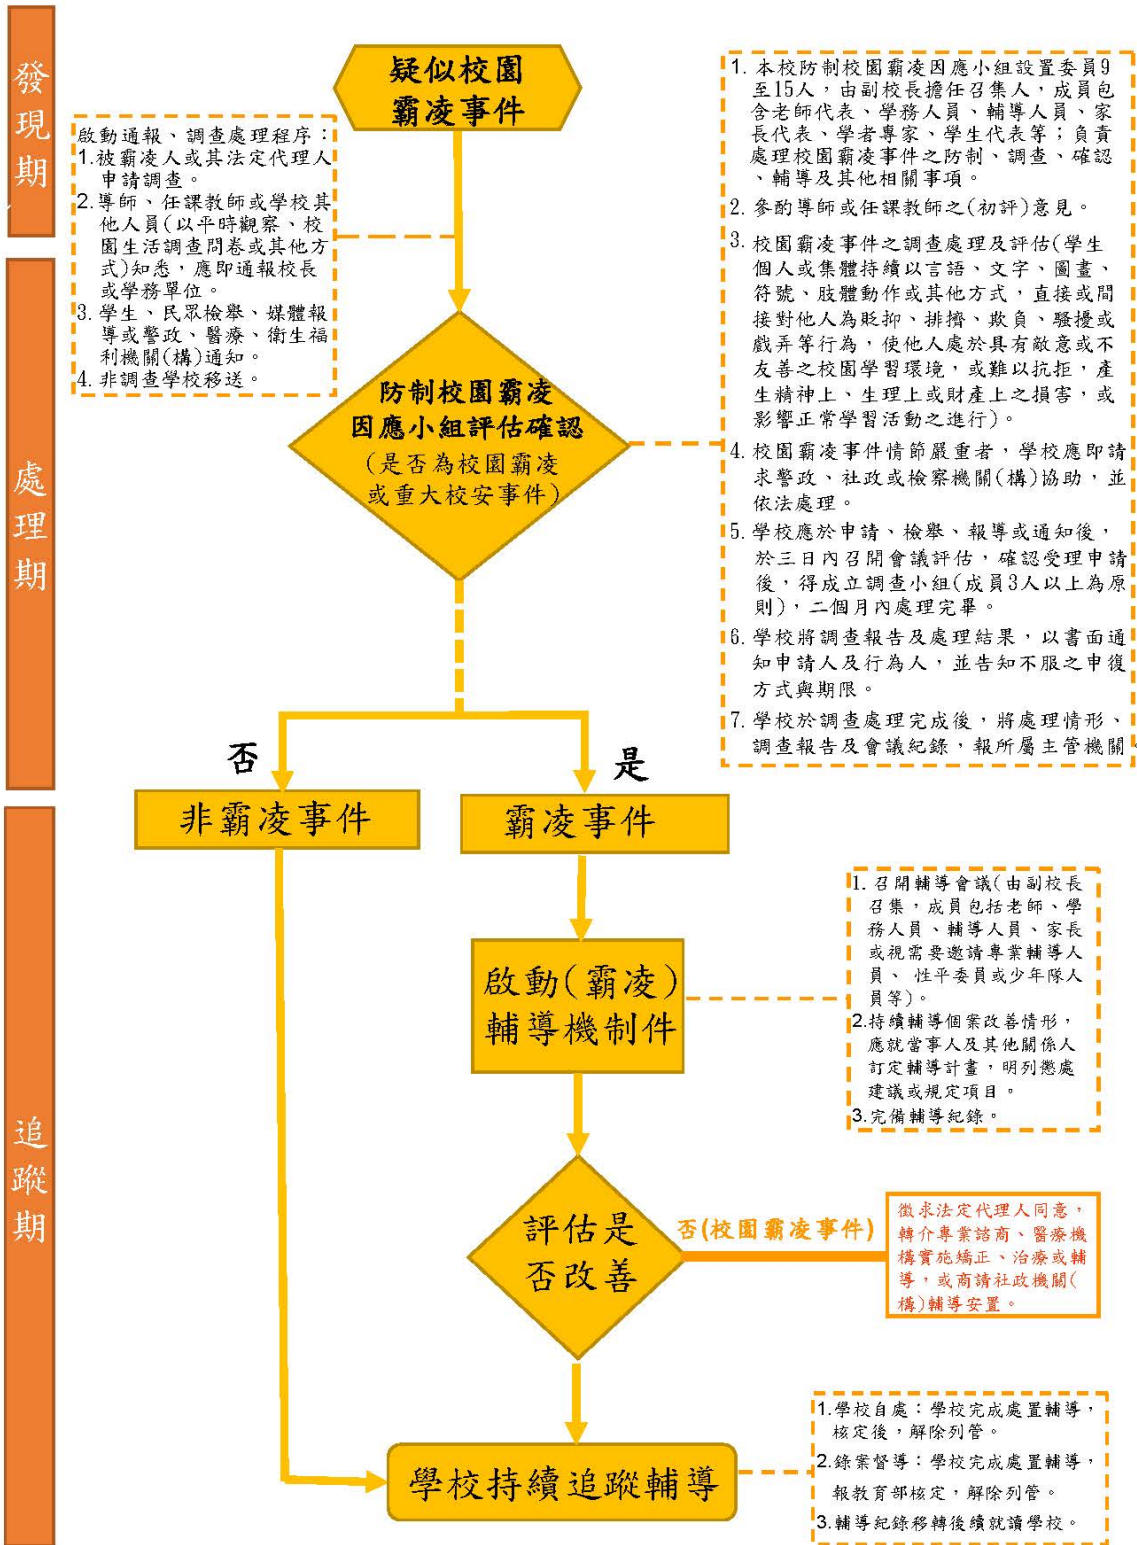 發現期
疑似校園
霸凌事件
啟動通報、調查處理程序：
1.被霸凌人或其法定代理人
申請調查。
2.導師、任課教師或學校其
他人員(以平時觀察、校
園生活調查問卷或其他方
式)知悉，應即通報校長
或學務單位。
3.學生、民眾檢舉、媒體報
導或警政、醫療、衛生福
利機關(構)通知。
4.非調查學校移送。
1. 本校防制校園霸凌因應小組設置委員9
至15人，由副校長擔任召集人，成員包
含老師代表、學務人員、輔導人員、家
長代表、學者專家、學生代表等；負責
處理校園霸凌事件之防制、調查、確認
、輔導及其他相關事項。
2. 參酌導師或任課教師之(初評)意見。
3. 校園霸凌事件之調查處理及評估(學生
個人或集體持續以言語、文字、圖畫、
符號、肢體動作或其他方式，直接或間
接對他人為貶抑、排擠、欺負、騷擾或
戲弄等行為，使他人處於具有敵意或不
友善之校園學習環境，或難以抗拒，產
生精神上、生理上或財產上之損害，或
影響正常學習活動之進行)。
4. 校園霸凌事件情節嚴重者，學校應即請
求警政、社政或檢察機關(構)協助，並
依法處理。
5. 學校應於申請、檢舉、報導或通知後，
於三日內召開會議評估，確認受理申請
後，得成立調查小組(成員3人以上為原
則)，二個月內處理完畢。
6. 學校將調查報告及處理結果，以書面通
知申請人及行為人，並告知不服之申復
方式與期限。
7. 學校於調查處理完成後，將處理情形、
調查報告及會議紀錄，報所屬主管機關。
處理期
防制校園霸凌
因應小組評估確認
(是否為校園霸凌
或重大校安事件)
否
是
非霸凌事件
霸凌事件
追蹤期
啟動(霸凌)
輔導機制件
1. 召開輔導會議(由副校長
召集，成員包括老師、學
務人員、輔導人員、家長
或視需要邀請專業輔導人
員、 性平委員或少年隊人
員等)。
2.持續輔導個案改善情形，
應就當事人及其他關係人
訂定輔導計畫，明列懲處
建議或規定項目。
3.完備輔導紀錄。
評估是
否改善
否(校園霸凌事件)
徵求法定代理人同意，
轉介專業諮商、醫療機
構實施矯正、治療或輔
導，或商請社政機關(
構)輔導安置。
學校持續追蹤輔導
1.學校自處：學校完成處置輔導，
核定後，解除列管。
2.錄案督導：學校完成處置輔導，
報教育部核定，解除列管。
3.輔導紀錄移轉後續就讀學校。